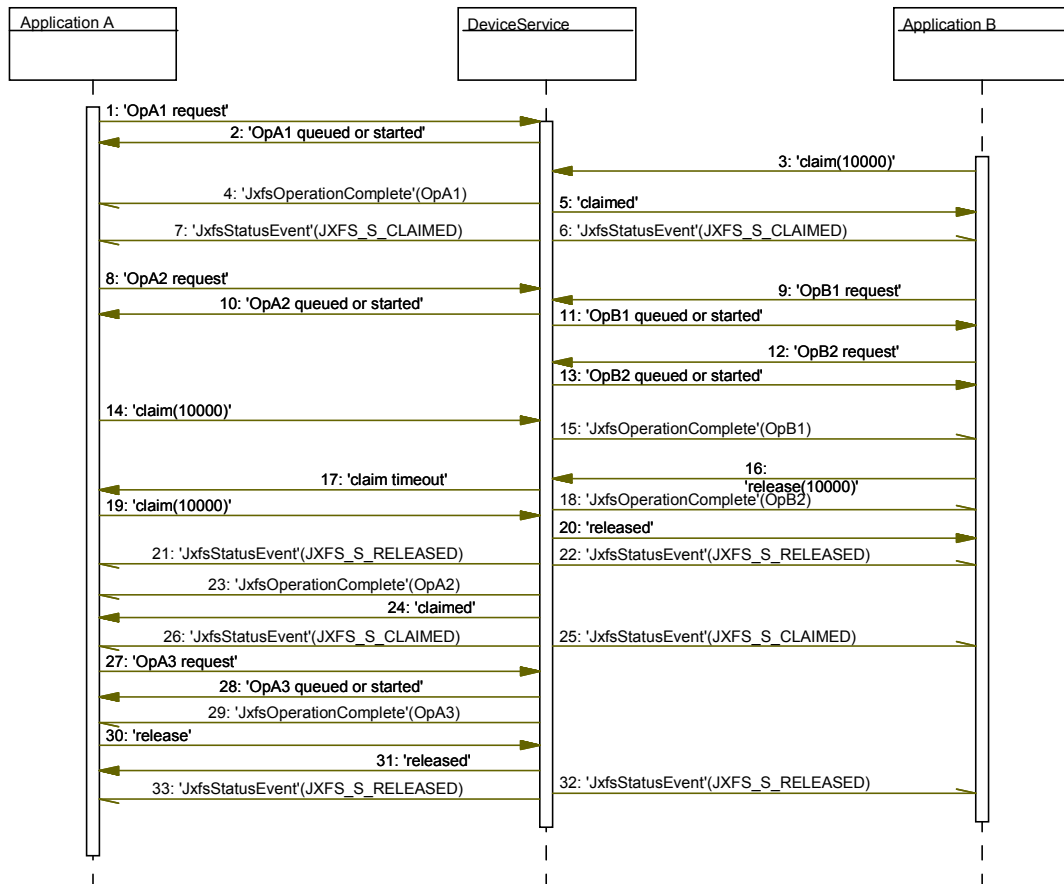 Application A
DeviceService
Application B
1: 'OpA1 request'
2: 'OpA1 queued or started'
3: 'claim(10000)'
4: 'JxfsOperationComplete'(OpA1)
5: 'claimed'
7: 'JxfsStatusEvent'(JXFS_S_CLAIMED)
6: 'JxfsStatusEvent'(JXFS_S_CLAIMED)
8: 'OpA2 request'
9: 'OpB1 request'
10: 'OpA2 queued or started'
11: 'OpB1 queued or started'
12: 'OpB2 request'
13: 'OpB2 queued or started'
14: 'claim(10000)'
15: 'JxfsOperationComplete'(OpB1)
16:
'release(10000)'
17: 'claim timeout'
18: 'JxfsOperationComplete'(OpB2)
19: 'claim(10000)'
20: 'released'
21: 'JxfsStatusEvent'(JXFS_S_RELEASED)
22: 'JxfsStatusEvent'(JXFS_S_RELEASED)
23: 'JxfsOperationComplete'(OpA2)
24: 'claimed'
26: 'JxfsStatusEvent'(JXFS_S_CLAIMED)
25: 'JxfsStatusEvent'(JXFS_S_CLAIMED)
27: 'OpA3 request'
28: 'OpA3 queued or started'
29: 'JxfsOperationComplete'(OpA3)
30: 'release'
31: 'released'
33: 'JxfsStatusEvent'(JXFS_S_RELEASED)
32: 'JxfsStatusEvent'(JXFS_S_RELEASED)